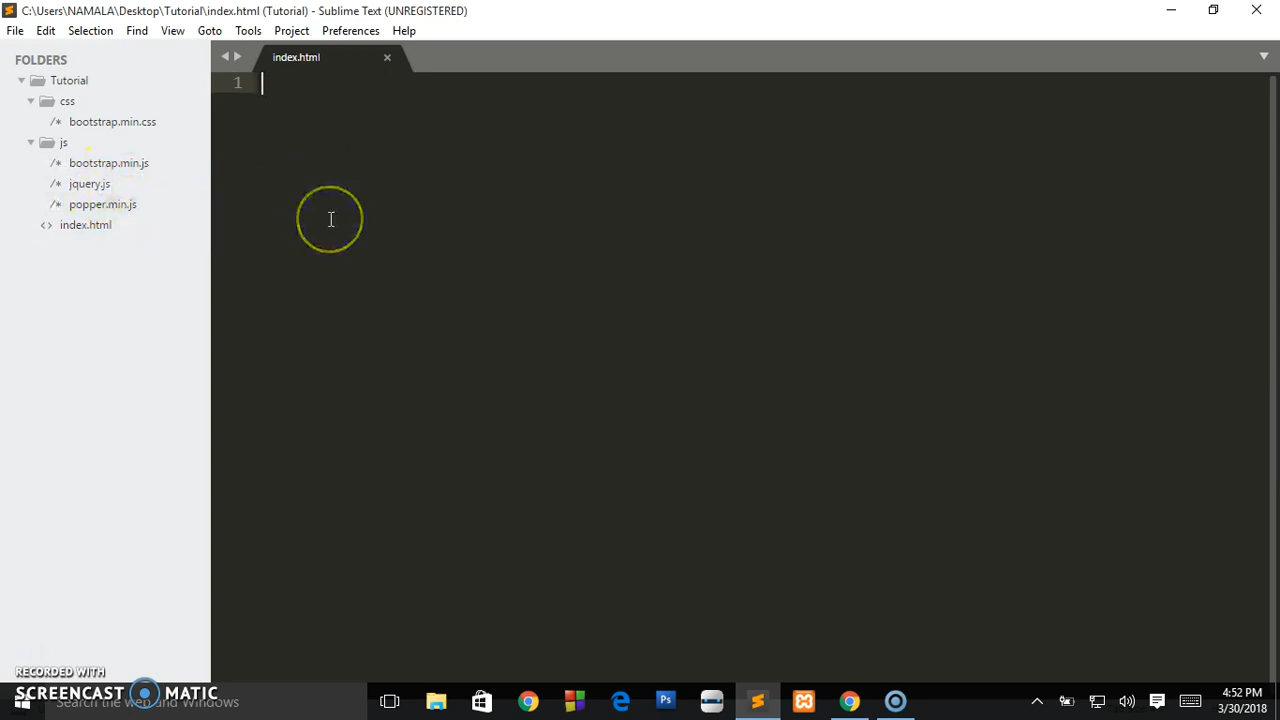 C:\Users\NAMALA\Desktop\Tutorial\index.html (Tutorial) - Sublime Text (UNREGISTERED)
File Edit Selection Find View Goto Tools Project Preferences Help
FOLDERS
Tutorial
css
/* bootstrap.min.css
js
/* bootstrap.min.js
/* jquery.js
/* popper.min.js
<> index.html
index.html
1
RECORDED WITH
SCREENCAST MATIC
Search the web and Windows
Ps
4:52 PM
3/30/2018